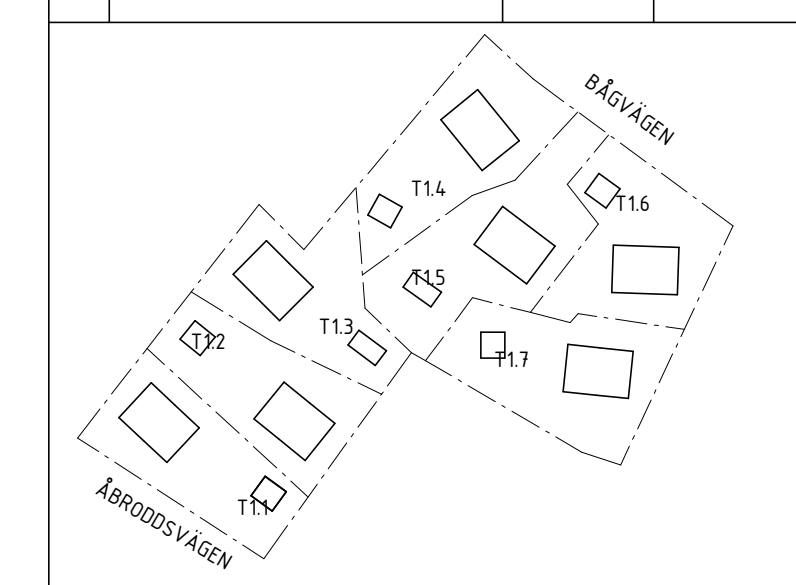 BÅGVÄGEN
T1.4
T1.6
T1.5
T1.3
T1.2
T1.7
T1.1
ÅBRODDSVÄGEN